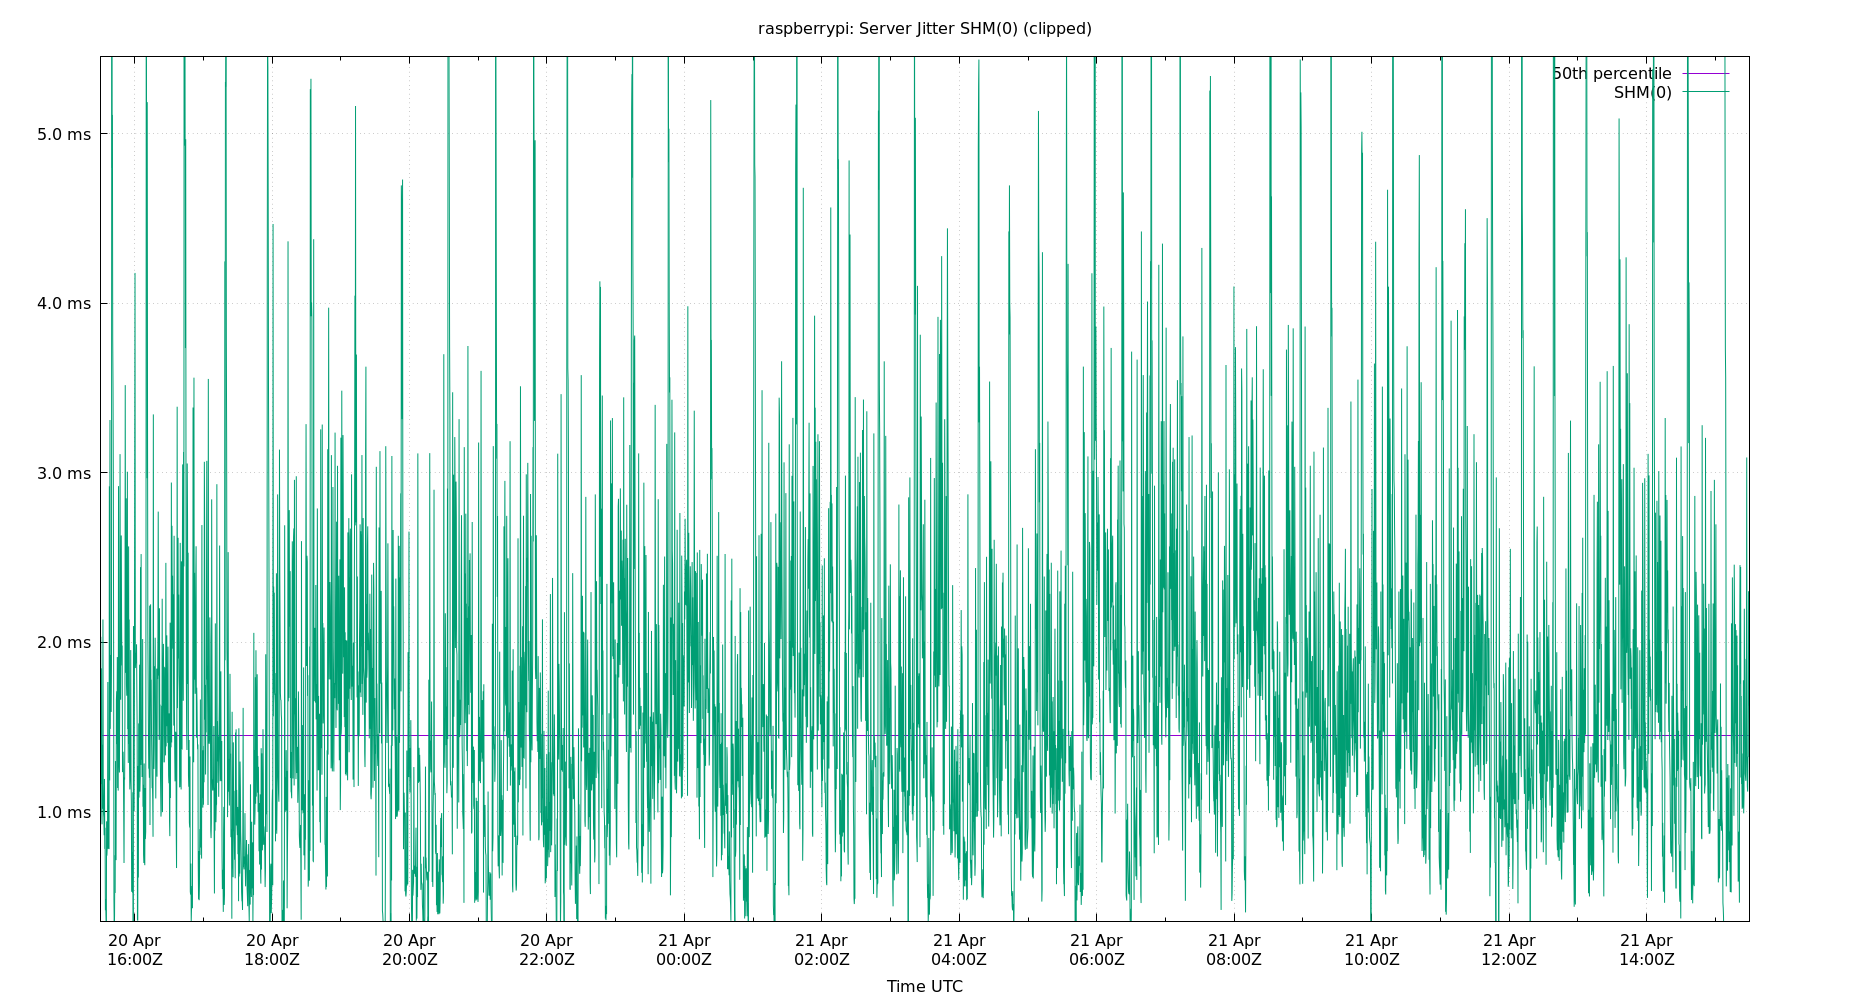 raspberrypi: Server Jitter SHM(0) (clipped)
50th percentile
SHM(0)
5.0 ms
4.0 ms
3.0 ms
2.0 ms
1.0 ms
20 Apr 20 Apr 20 Apr 20 Apr 21 Apr 21 Apr 21 Apr 21 Apr 21 Apr 21 Apr 21 Apr 21 Apr
16:00Z 18:00Z 20:00Z 22:00Z 00:00Z 02:00Z 04:00Z 06:00Z 08:00Z 10:00Z 12:00Z 14:00Z
Time UTC